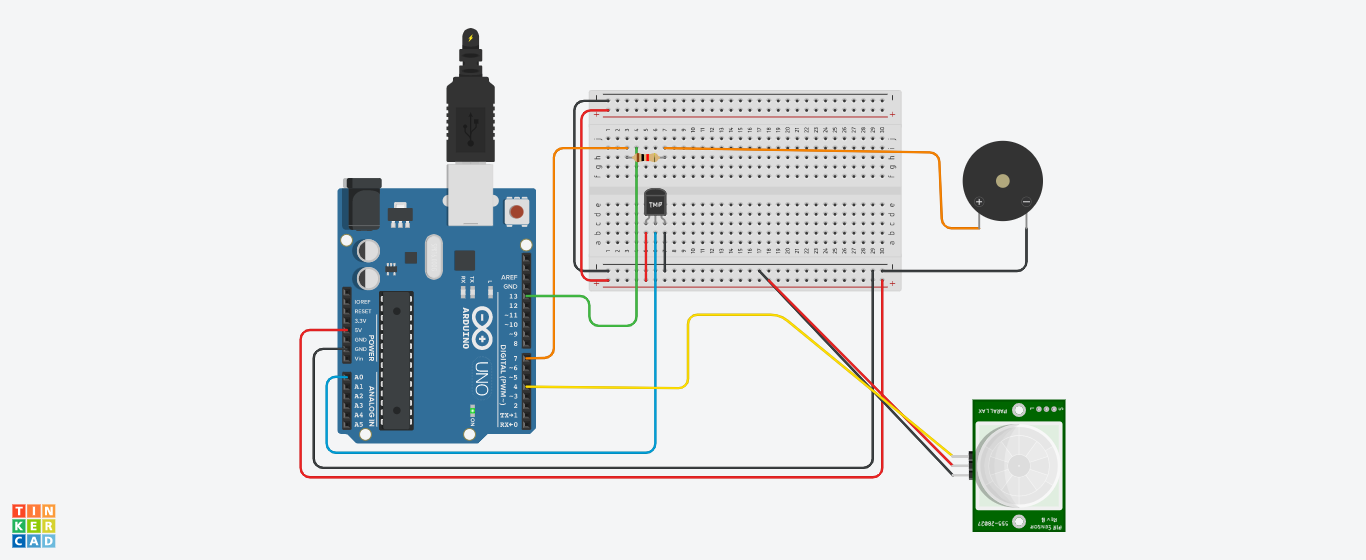 TMP
AREF
GND
13
12
~11
~10
~9
8
7
~6
~5
4
~3
2
TX→1
RX←0
DIGITAL (PWM~)
IOREF
RESET
3.3V
5V
GND
GND
Vin
POWER
A0
A1
A2
A3
A4
A5
ANALOG IN
RX
TX
L
ARDUINO
UNO
ON
PARALLAX
PIR Sensor
Rev B
555-28027
TIN
KER
CAD